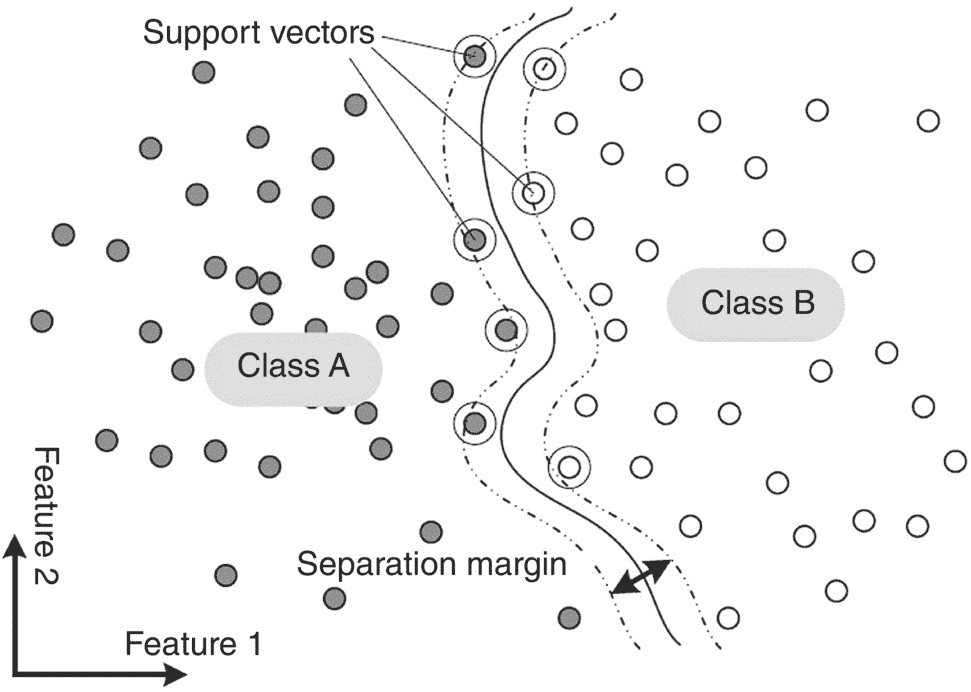 Support vectors
Class B
Class A
Separation margin
Feature 2
Feature 1